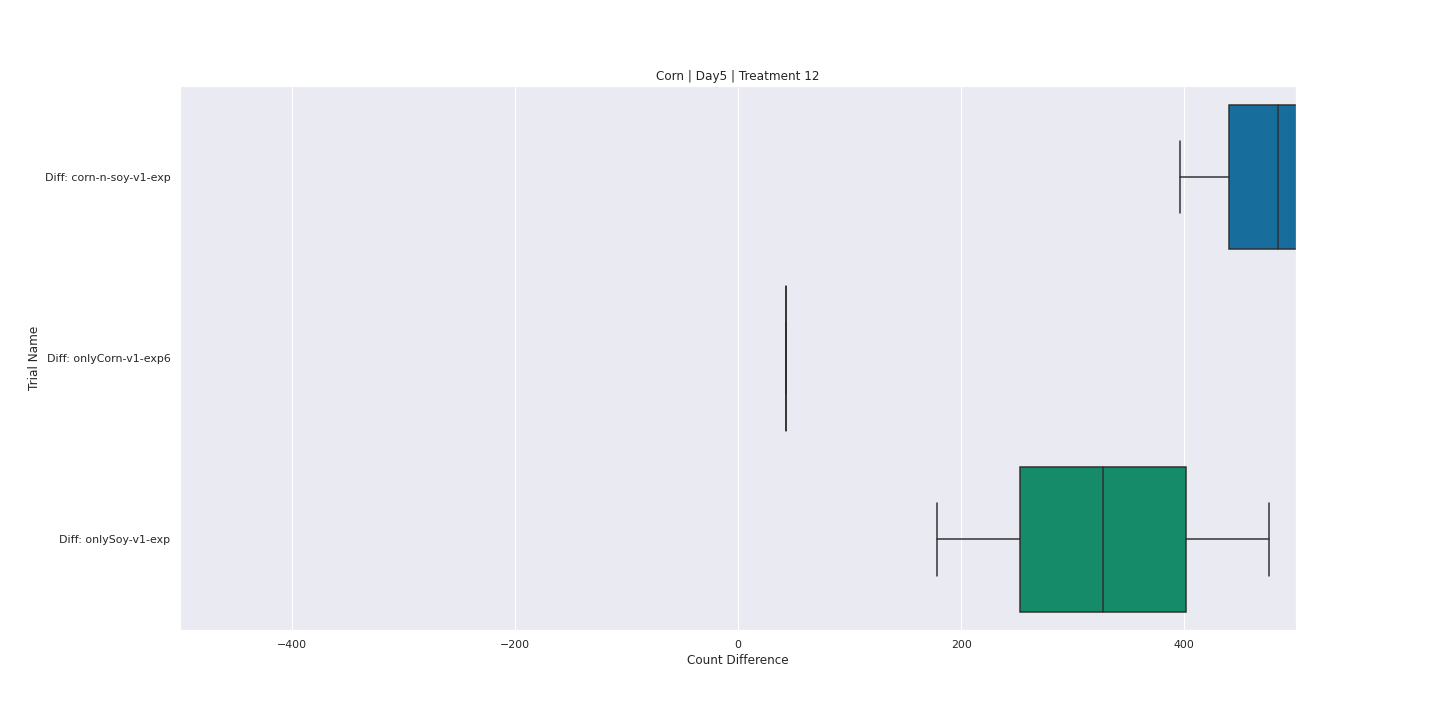 Corn | Day5 | Treatment 12
Trial Name
Diff: corn-n-soy-v1-exp
Diff: onlyCorn-v1-exp6
Diff: onlySoy-v1-exp
−400
−200
0
200
400
Count Difference